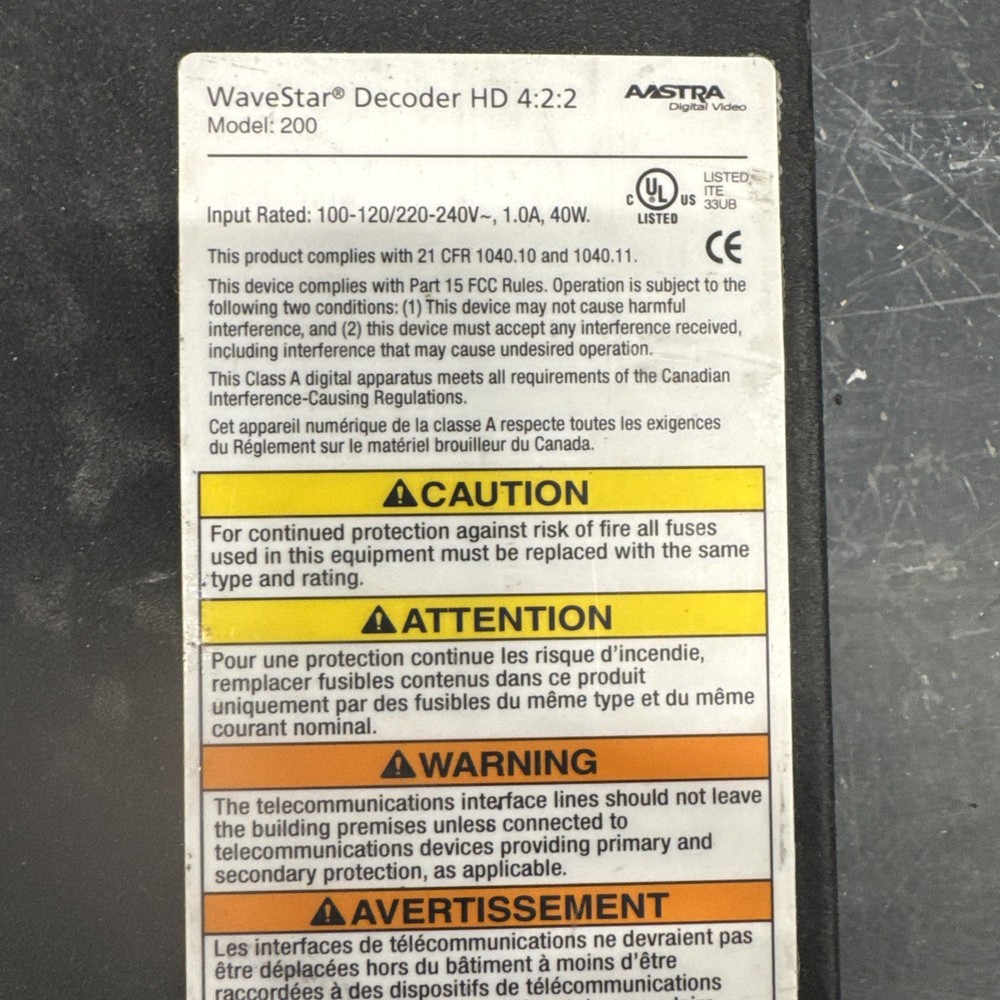 WaveStar® Decoder HD 4:2:2
AASTRA
Digital Video
Model: 200
Input Rated: 100-120/220-240V~, 1.0A, 40W.
C UL US
LISTED
LISTED
ITE
33UB
CE
This product complies with 21 CFR 1040.10 and 1040.11.
This device complies with Part 15 FCC Rules. Operation is subject to the
following two conditions: (1) This device may not cause harmful
interference, and (2) this device must accept any interference received,
including interference that may cause undesired operation.
This Class A digital apparatus meets all requirements of the Canadian
Interference-Causing Regulations.
Cet appareil numérique de la classe A respecte toutes les exigences
du Réglement sur le matériel brouilleur du Canada.
CAUTION
For continued protection against risk of fire all fuses
used in this equipment must be replaced with the same
type and rating.
ATTENTION
Pour une protection continue les risque d'incendie,
remplacer fusibles contenus dans ce produit
uniquement par des fusibles du même type et du même
courant nominal.
WARNING
The telecommunications interface lines should not leave
the building premises unless connected to
telecommunications devices providing primary and
secondary protection, as applicable.
AVERTISSEMENT
Les interfaces de télécommunications ne devraient pas
être déplacées hors du bâtiment à moins d'être
raccordées à des dispositifs de télécommunications